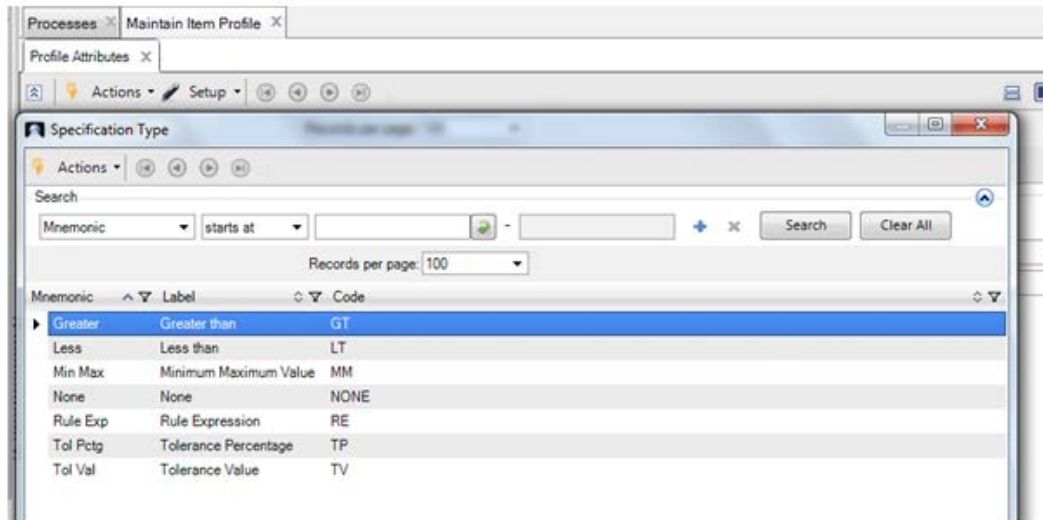 Processes Maintain Item Profile
Profile Attributes
Actions Setup
Specification Type
Actions
Search
Mnemonic starts at - Search Clear All
Records per page: 100
Mnemonic Label Code
Greater Greater than GT
Less Less than LT
Min Max Minimum Maximum Value MM
None None NONE
Rule Exp Rule Expression RE
Tol Pctg Tolerance Percentage TP
Tol Val Tolerance Value TV